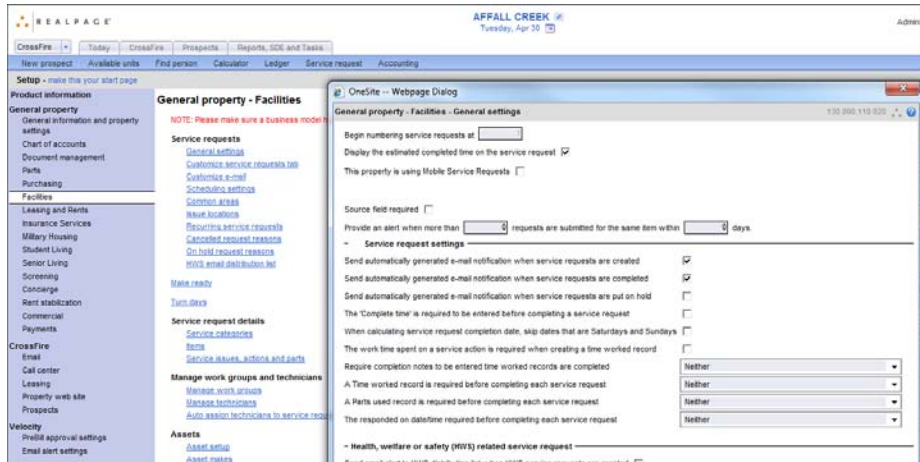 REALPAGE
AFFALL CREEK
Tuesday, Apr 30
Admin
CrossFire
Today
CrossFire
Prospects
Reports, SDE and Tasks
New prospect
Available units
Find person
Calculator
Ledger
Service request
Accounting
Setup - make this your start page
Product information
General property
General information and property
settings
Chart of accounts
Document management
Parts
Purchasing
Facilities
Leasing and Rents
Insurance Services
Military Housing
Student Living
Senior Living
Screening
Concierge
Rent stabilization
Commercial
Payments
CrossFire
Email
Call center
Leasing
Property web site
Prospects
Velocity
PreBill approval settings
Email alert settings
General property - Facilities
NOTE: Please make sure a business model h
Service requests
General settings
Customize service requests tab
Customize e-mail
Scheduling settings
Common areas
Issue locations
Recurring service requests
Cancelled request reasons
On hold request reasons
HWS email distribution list
Make ready
Turn days
Service request details
Service categories
Items
Service issues, actions and parts
Manage work groups and technicians
Manage work groups
Manage technicians
Auto assign technicians to service requ
Assets
Asset setup
Asset makes
OneSite -- Webpage Dialog
General property - Facilities - General settings
Begin numbering service requests at
Display the estimated completed time on the service request
This property is using Mobile Service Requests
Source field required
Provide an alert when more than 0 requests are submitted for the same item within 0 days.
- Service request settings
Send automatically generated e-mail notification when service requests are created
Send automatically generated e-mail notification when service requests are completed
Send automatically generated e-mail notification when service requests are put on hold
The 'Complete time' is required to be entered before completing a service request
When calculating service request completion date, skip dates that are Saturdays and Sundays
The work time spent on a service action is required when creating a time worked record
Require completion notes to be entered time worked records are completed Neither
A Time worked record is required before completing each service request Neither
A Parts used record is required before completing each service request Neither
The responded on date/time required before completing each service request Neither
- Health, welfare or safety (HWS) related service request